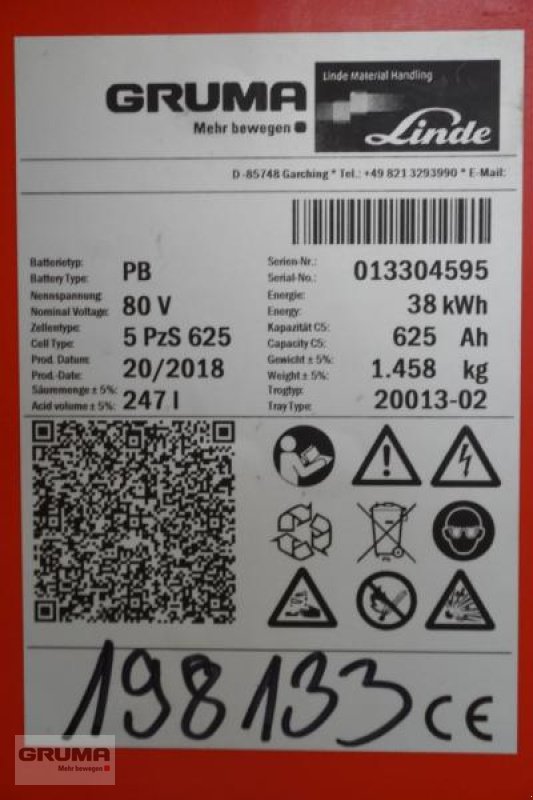 GRUMA
Mehr bewegen
Linde Material Handling
Linde
D-85748 Garching * Tel.: +49 821 3293990 * E-Mail:
Batterietyp:
Battery Type: PB
Nennspannung
Nominal Voltage: 80 V
Zellentype:
Cell Type: 5 PzS 625
Prod. Datum:
Prod.-Date: 20/2018
Säuremenge ± 5%:
Acid volume ± 5%: 247 l
Serien-Nr.:
Serial-No.: 013304595
Energie:
Energy: 38 kWh
Kapazität C5:
Capacity C5: 625 Ah
Gewicht ± 5%:
Weight ± 5%: 1.458 kg
Trogtyp:
Tray Type: 20013-02
198133 CE
GRUMA
Mehr bewegen